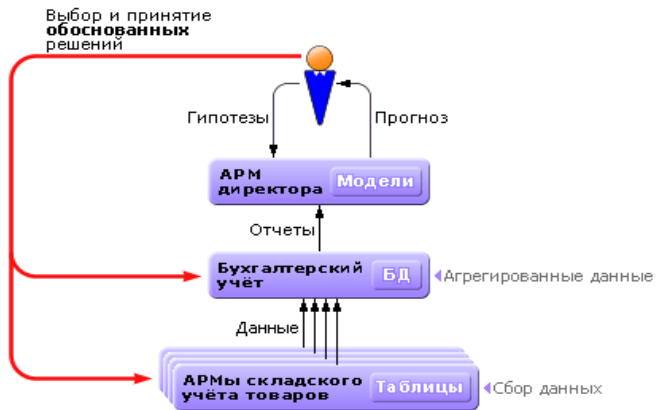 Выбор и принятие
обоснованных
решений
Гипотезы
Прогноз
АРМ
директора
Модели
Отчеты
Бухгалтерский
учёт
БД
Агрегированные данные
Данные
АРМы складского
учёта товаров
Таблицы
Сбор данных